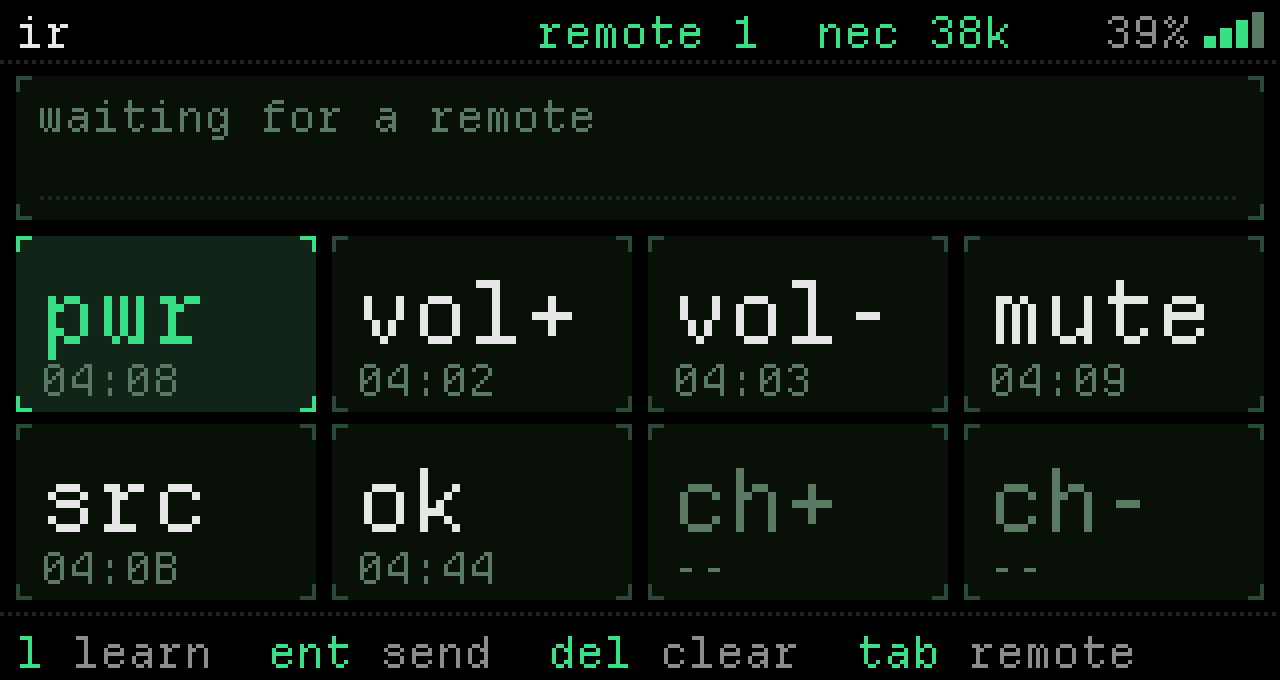 ir remote 1 nec 38k 39%
waiting for a remote
pwr vol+ vol- mute
04:08 04:02 04:03 04:09
src ok ch+ ch-
04:0B 04:44 -- --
l learn ent send del clear tab remote